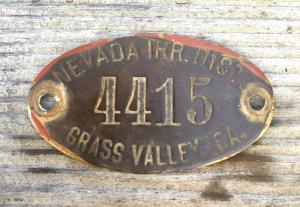 NEVADA IRR. DIST.
4415
GRASS VALLEY, CA.